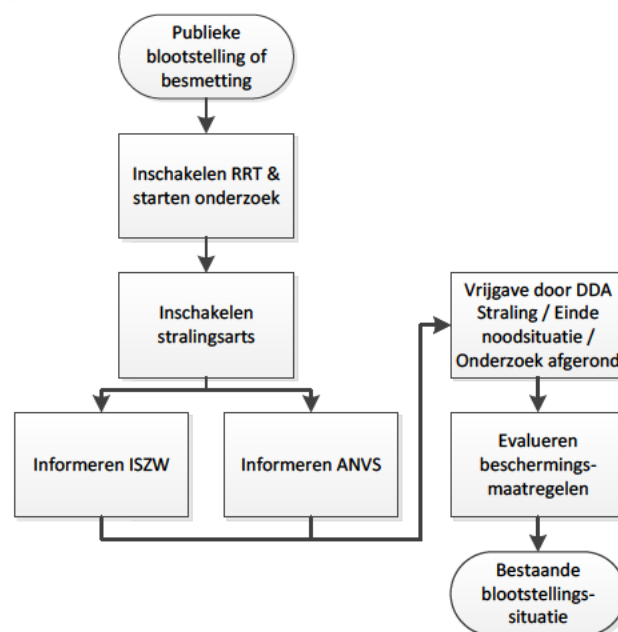 Publieke
blootstelling of
besmetting
Inschakelen RRT &
starten onderzoek
Inschakelen
stralingsarts
Informeren ISZW
Informeren ANVS
Vrijgave door DDA
Straling / Einde
noodsituatie /
Onderzoek afgerond
Evalueren
beschermings-
maatregelen
Bestaande
blootstellings-
situatie